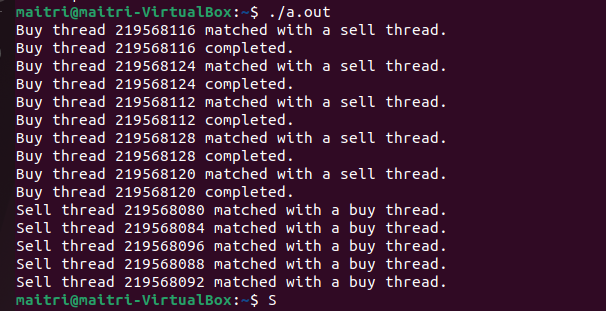 maitri@maitri-VirtualBox:~$ ./a.out
Buy thread 219568116 matched with a sell thread.
Buy thread 219568116 completed.
Buy thread 219568124 matched with a sell thread.
Buy thread 219568124 completed.
Buy thread 219568112 matched with a sell thread.
Buy thread 219568112 completed.
Buy thread 219568128 matched with a sell thread.
Buy thread 219568128 completed.
Buy thread 219568120 matched with a sell thread.
Buy thread 219568120 completed.
Sell thread 219568080 matched with a buy thread.
Sell thread 219568084 matched with a buy thread.
Sell thread 219568096 matched with a buy thread.
Sell thread 219568088 matched with a buy thread.
Sell thread 219568092 matched with a buy thread.
maitri@maitri-VirtualBox:~$ S